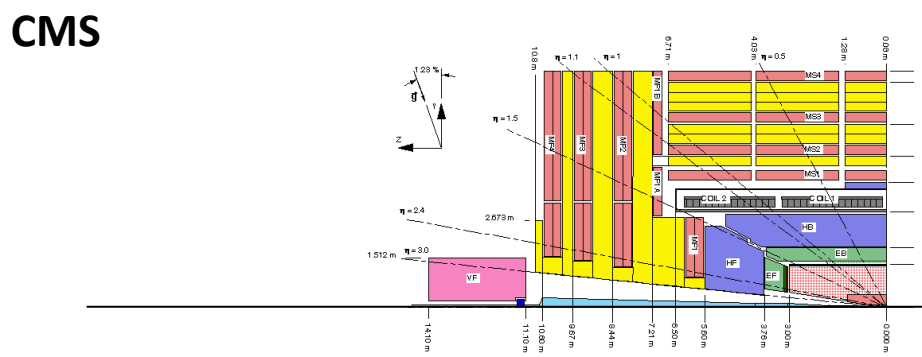 CMS
10.8 m
η = 1.1
η = 1
6.71 m
4.03 m
η = 0.5
1.28 m
0.08 m
1.23 %
g
Y
Z
η = 1.5
MF4
MF3
MF2
MF1 B
MF1 A
MS4
MS3
MS2
MS1
COIL 2
COIL 1
η = 2.4
2.673 m
1.512 m
η = 3.0
MF1
HB
EB
HF
EF
VF
14.10 m
11.10 m
10.60 m
9.67 m
8.44 m
7.21 m
6.50 m
5.60 m
3.76 m
3.00 m
0.000 m